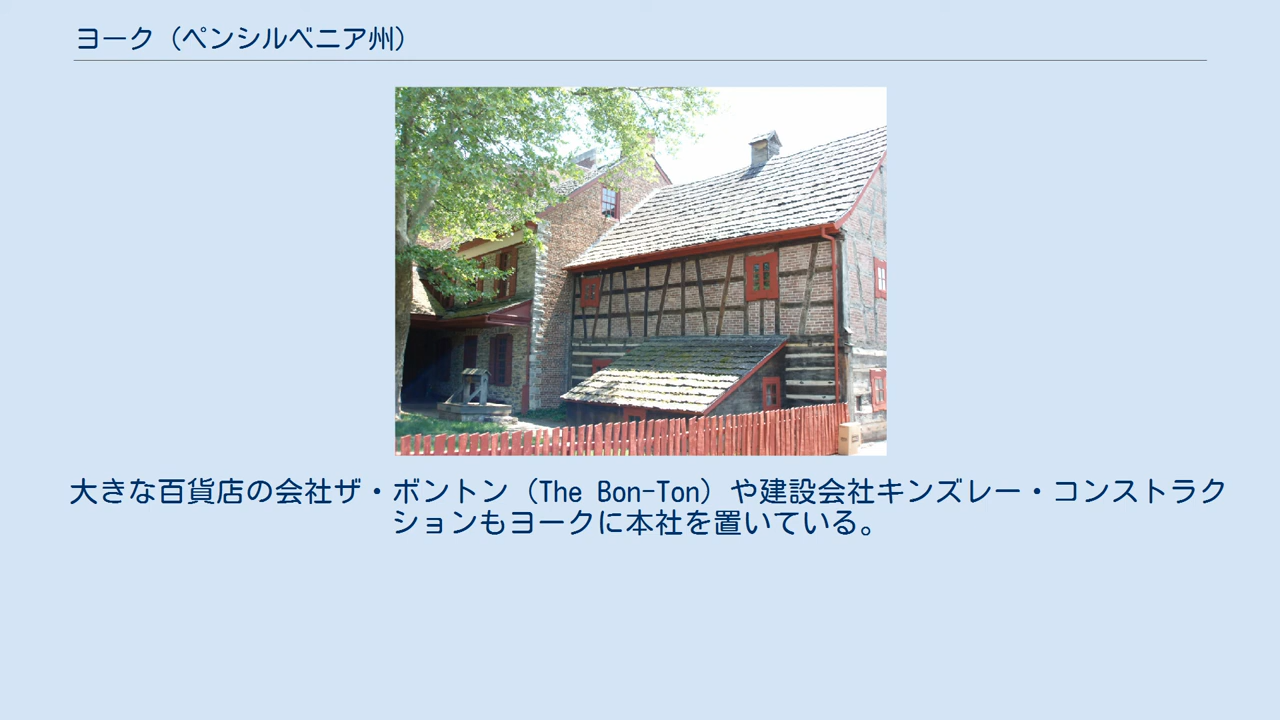 ヨーク（ペンシルベニア州）
大きな百貨店の会社ザ・ボントン（The Bon-Ton）や建設会社キンズレー・コンストラク
ションもヨークに本社を置いている。